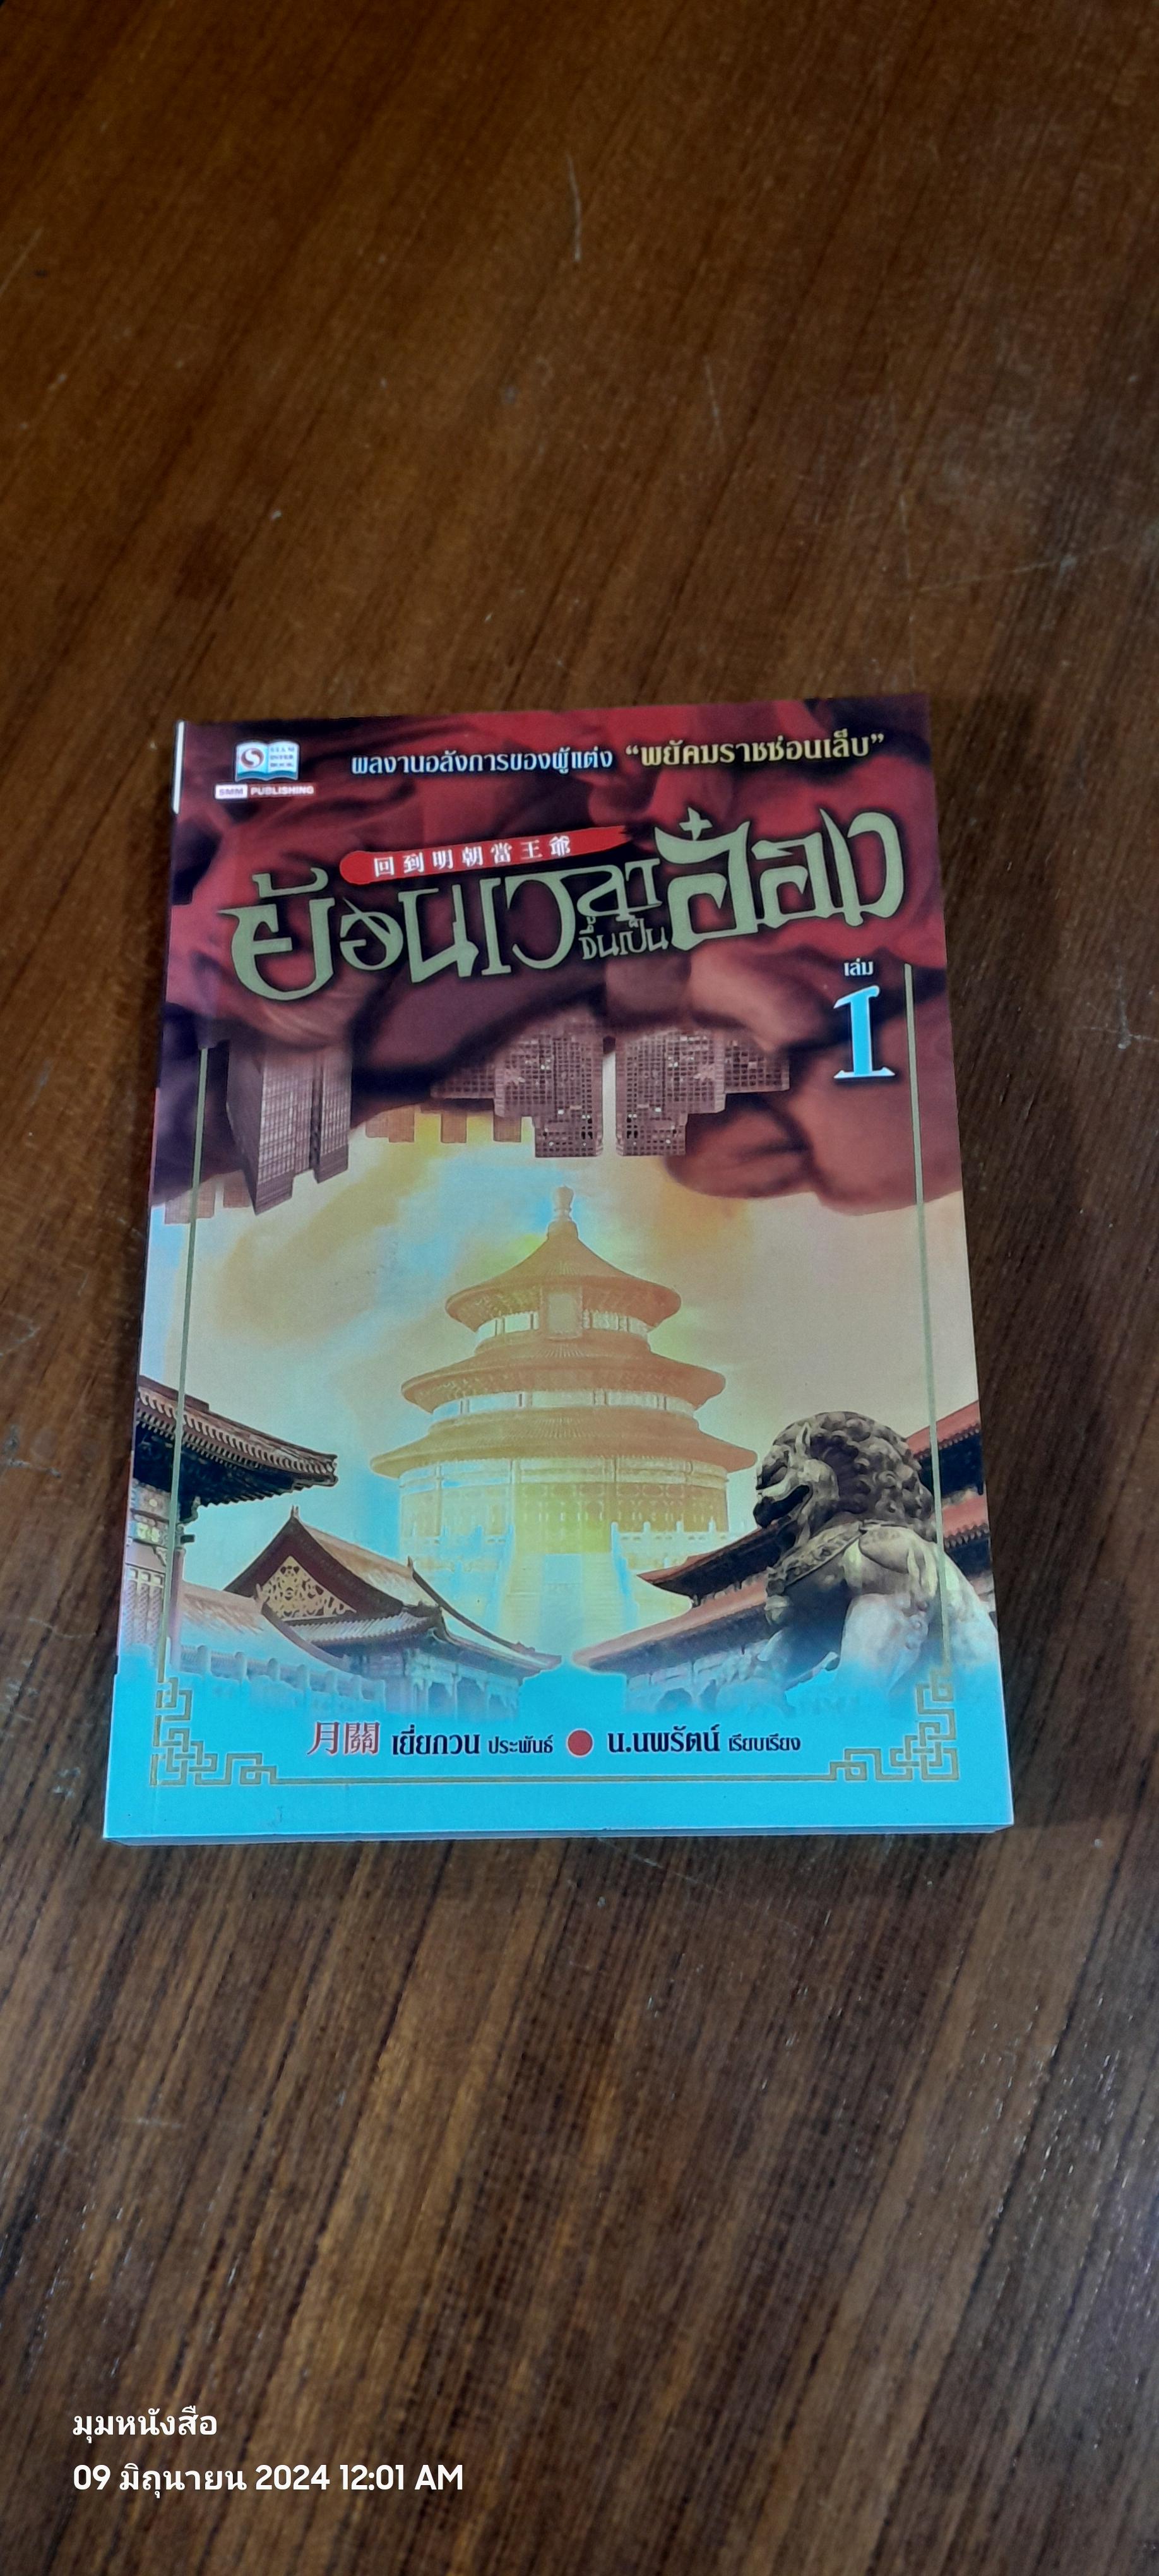 SIAM
INTER
BOOK
SMM PUBLISHING
ผลงานอลังการของผู้แต่ง “พยัคฆราชซ่อนเล็บ”
回到明朝當王爺
ย้อนเวลาขึ้นเป็นอ๋อง
เล่ม
1
月關 เยี่ยกวน ประพันธ์ น.นพรัตน์ เรียบเรียง
มุมหนังสือ
09 มิถุนายน 2024 12:01 AM